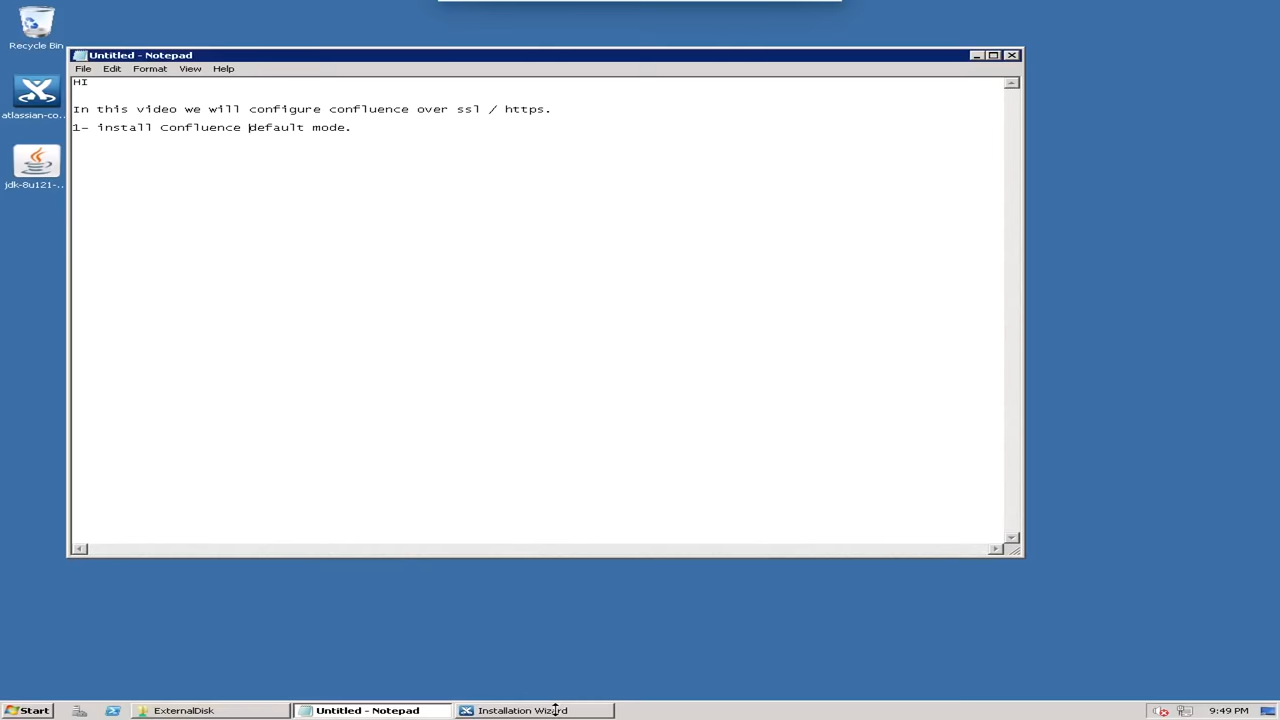 Recycle Bin
Untitled - Notepad
File Edit Format View Help
HI
In this video we will configure confluence over ssl / https.
1- install Confluence default mode.
atlassian-co...
jdk-8u121-...
Start
ExternalDisk
Untitled - Notepad
Installation Wizard
9:49 PM